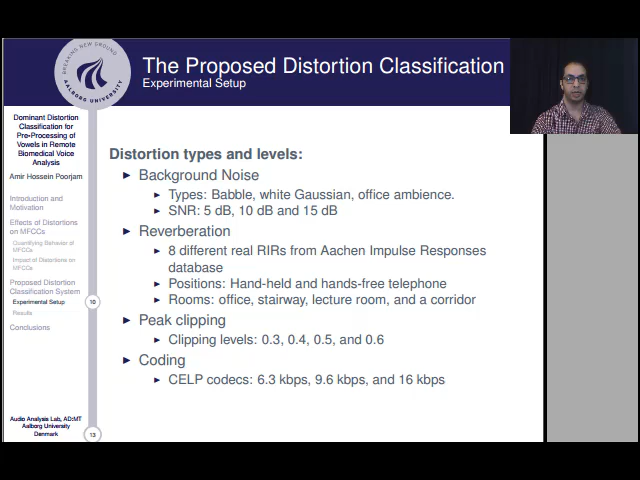 BREAKING NEW GROUND
AALBORG UNIVERSITY
The Proposed Distortion Classification
Experimental Setup
Dominant Distortion
Classification for
Pre-Processing of
Vowels in Remote
Biomedical Voice
Analysis
Amir Hossein Poorjam
Introduction and
Motivation
Effects of Distortions
on MFCCs
Quantifying Behavior of
MFCCs
Impact of Distortions on
MFCCs
Proposed Distortion
Classification System
Experimental Setup
10
Results
Conclusions
Audio Analysis Lab, AD:MT
Aalborg University
Denmark
13
Distortion types and levels:
Background Noise
Types: Babble, white Gaussian, office ambience.
SNR: 5 dB, 10 dB and 15 dB
Reverberation
8 different real RIRs from Aachen Impulse Responses
database
Positions: Hand-held and hands-free telephone
Rooms: office, stairway, lecture room, and a corridor
Peak clipping
Clipping levels: 0.3, 0.4, 0.5, and 0.6
Coding
CELP codecs: 6.3 kbps, 9.6 kbps, and 16 kbps